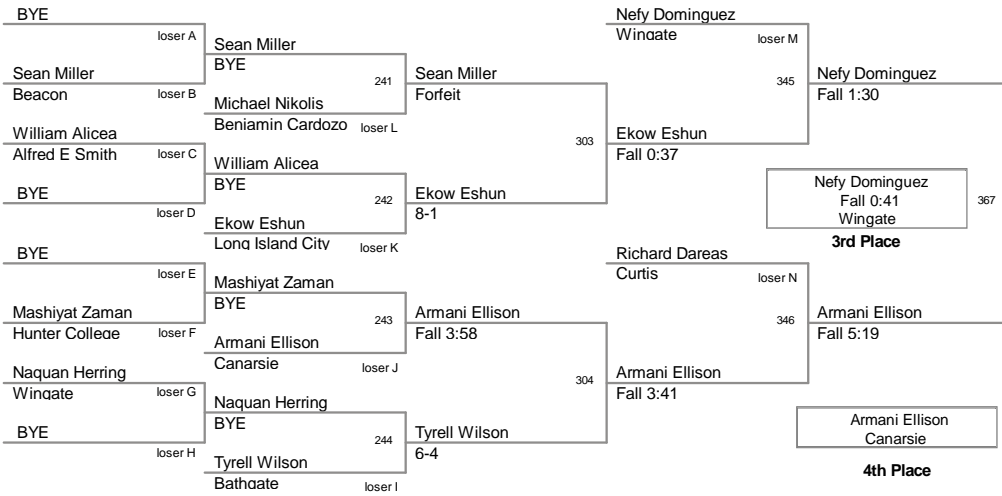 BYE
loser A
Sean Miller
BYE
Sean Miller
Beacon
loser B
241
Sean Miller
Forfeit
Michael Nikolis
Benjamin Cardozo
loser L
William Alicea
Alfred E Smith
loser C
William Alicea
BYE
BYE
loser D
242
Ekow Eshun
8-1
Ekow Eshun
Long Island City
loser K
303
Ekow Eshun
Fall 0:37
Nefy Dominguez
Wingate
loser M
345
Nefy Dominguez
Fall 1:30
Nefy Dominguez
Fall 0:41
Wingate
367
3rd Place
BYE
loser E
Mashiyat Zaman
BYE
Mashiyat Zaman
Hunter College
loser F
243
Armani Ellison
Fall 3:58
Armani Ellison
Canarsie
loser J
Naquan Herring
Wingate
loser G
Naquan Herring
BYE
BYE
loser H
244
Tyrell Wilson
6-4
Tyrell Wilson
Bathgate
loser I
304
Armani Ellison
Fall 3:41
Richard Dareas
Curtis
loser N
346
Armani Ellison
Fall 5:19
Armani Ellison
Canarsie
4th Place